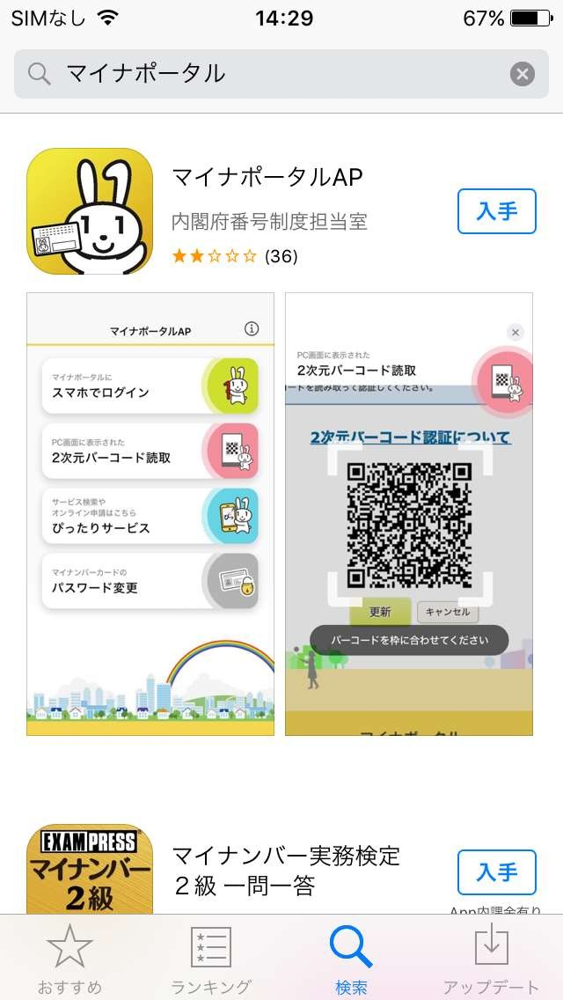 SIMなし 14:29 67%
マイナポータル
マイナポータルAP
内閣府番号制度担当室
入手
(36)
マイナポータルAP
マイナポータルに
スマホでログイン
PC画面に表示された
2次元バーコード読取
サービス検索や
オンライン申請はこちら
ぴったりサービス
マイナンバーカードの
パスワード変更
PC画面に表示された
2次元バーコード読取
コードを読み取って認証してください。
2次元バーコード認証について
更新 キャンセル
バーコードを枠に合わせてください
マイナポータル
EXAMPRESS
マイナンバー
2級
マイナンバー実務検定
２級 一問一答
入手
App内課金有り
おすすめ ランキング 検索 アップデート